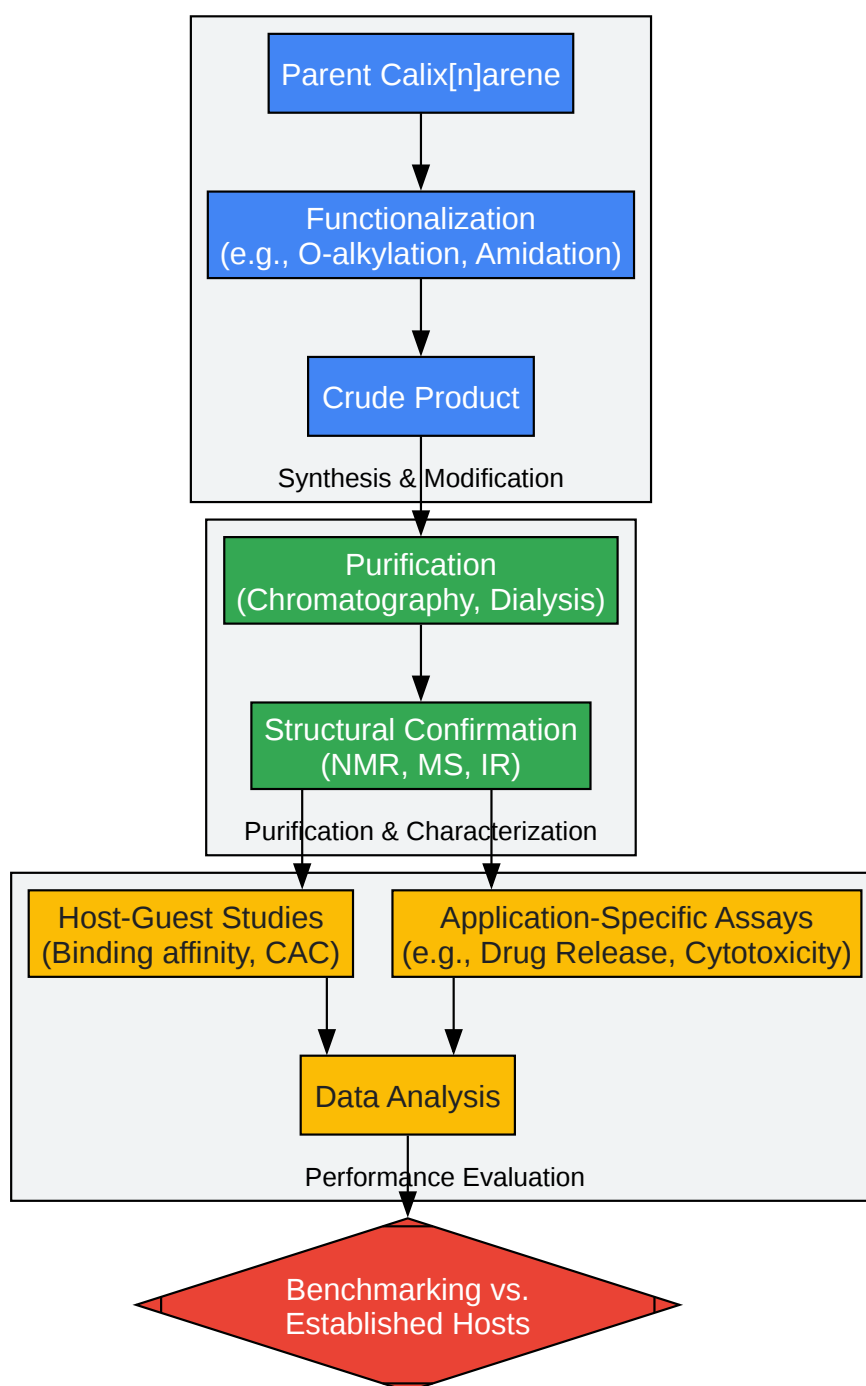 Parent Calix[n]arene
Functionalization
(e.g., O-alkylation, Amidation)
Crude Product
Synthesis & Modification
Purification
(Chromatography, Dialysis)
Structural Confirmation
(NMR, MS, IR)
Purification & Characterization
Host-Guest Studies
(Binding affinity, CAC)
Application-Specific Assays
(e.g., Drug Release, Cytotoxicity)
Data Analysis
Performance Evaluation
Benchmarking vs.
Established Hosts